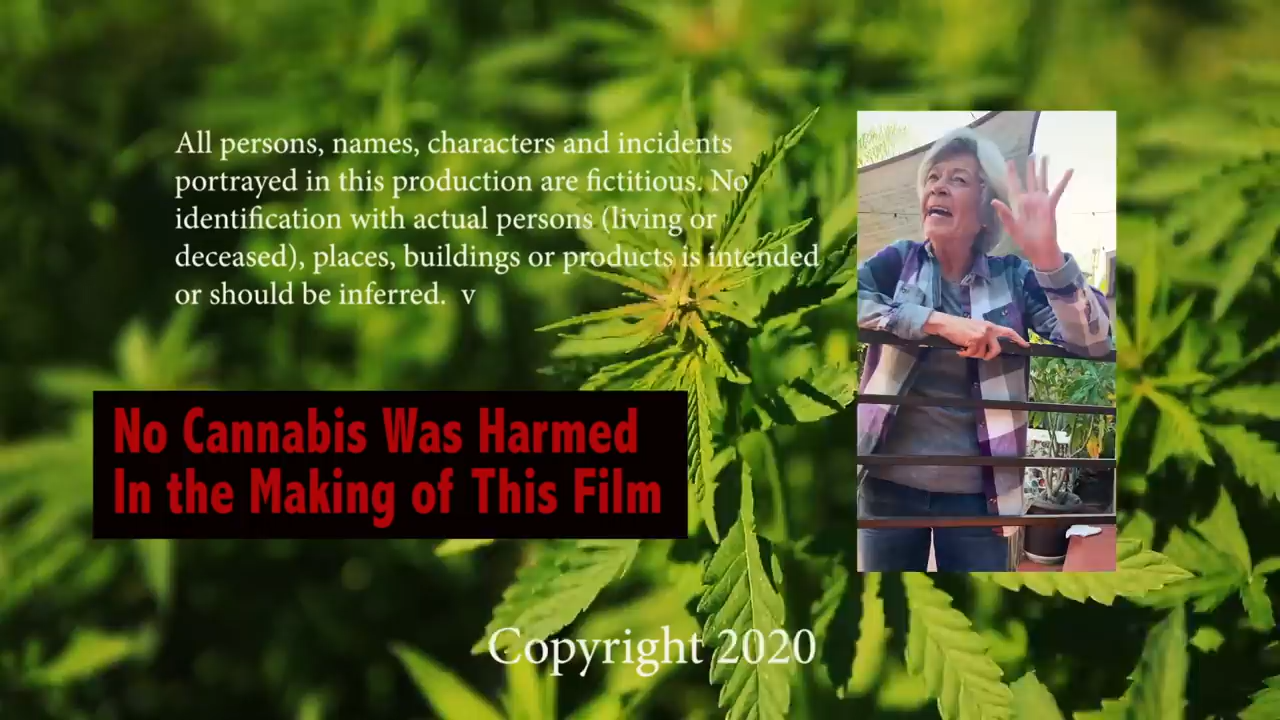 All persons, names, characters and incidents
portrayed in this production are fictitious. No
identification with actual persons (living or
deceased), places, buildings or products is intended
or should be inferred.  v
No Cannabis Was Harmed
In the Making of This Film
Copyright 2020